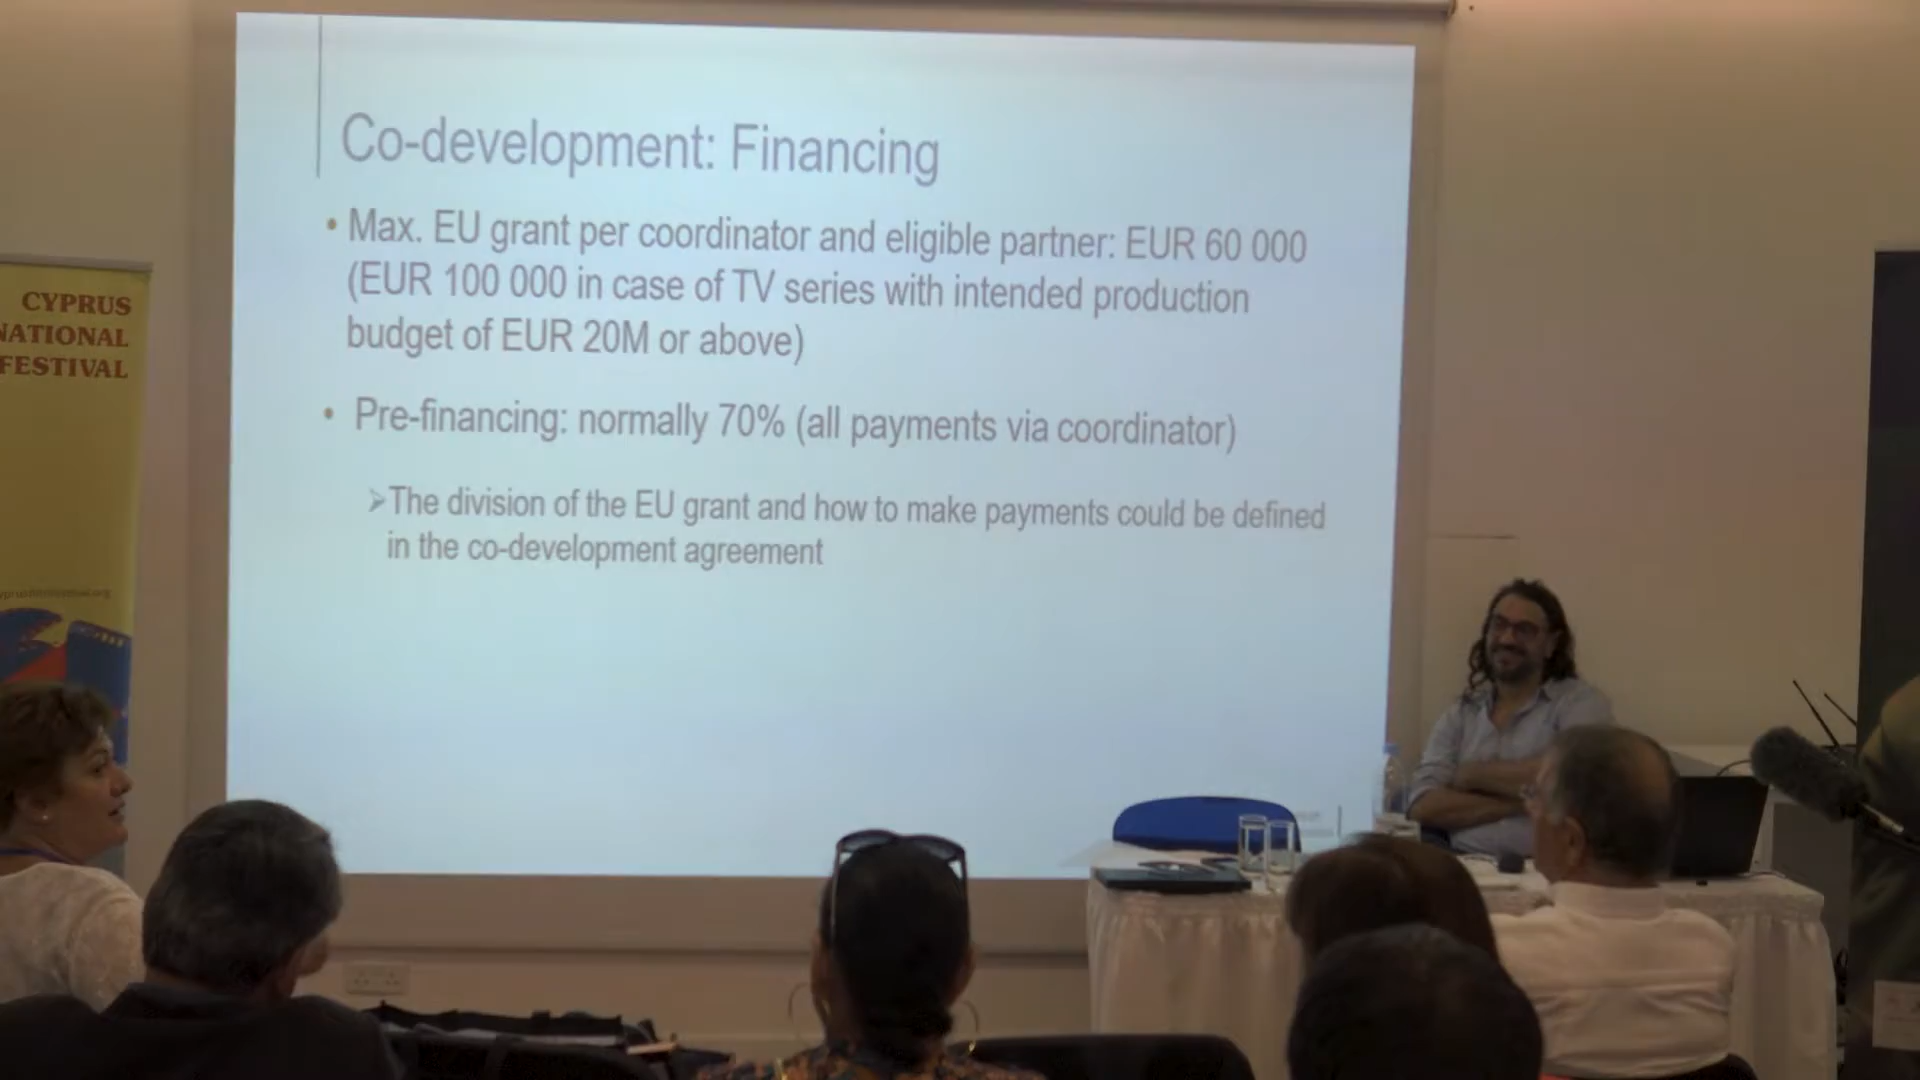 Co-development: Financing
• Max. EU grant per coordinator and eligible partner: EUR 60 000
(EUR 100 000 in case of TV series with intended production
budget of EUR 20M or above)
• Pre-financing: normally 70% (all payments via coordinator)
➢The division of the EU grant and how to make payments could be defined
in the co-development agreement
CYPRUS
NATIONAL
FESTIVAL